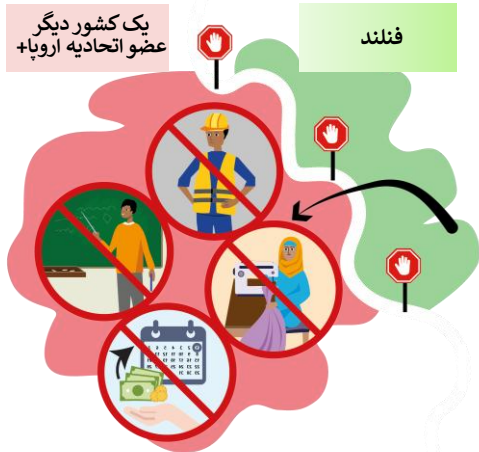 فنلند
یک کشور دیگر
عضو اتحادیه اروپا+